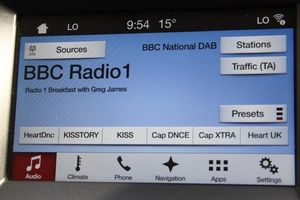 LO 9:54 15° LO
Sources BBC National DAB Stations
BBC Radio1 Traffic (TA)
Radio 1 Breakfast with Greg James
Presets
HeartDnc KISSTORY KISS Cap DNCE Cap XTRA Heart UK
Audio Climate Phone Navigation Apps Settings